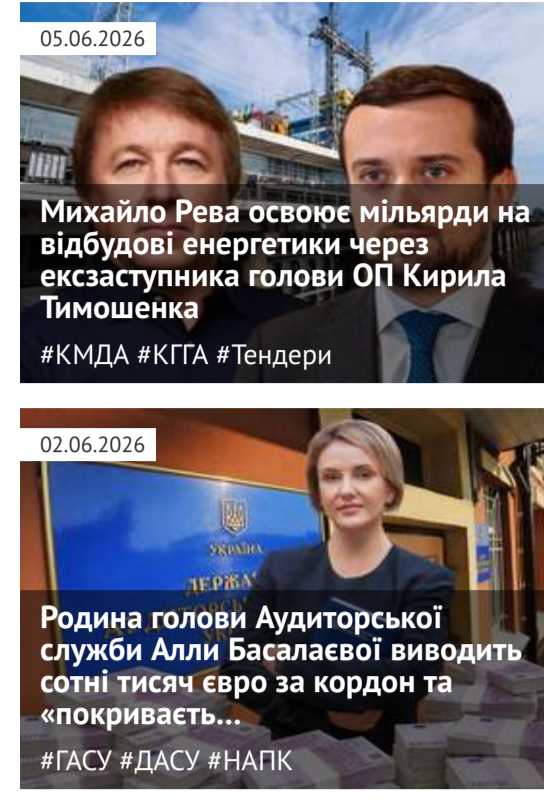 05.06.2026
Михайло Рева освоює мільярди на
відбудові енергетики через
ексзаступника голови ОП Кирила
Тимошенка
#КМДА #КГГА #Тендери
02.06.2026
УКРАЇНА
ДЕРЖА
Родина голови Аудиторської
служби Алли Басалаєвої виводить
сотні тисяч євро за кордон та
«покриваєть...
#ГАСУ #ДАСУ #НАПК